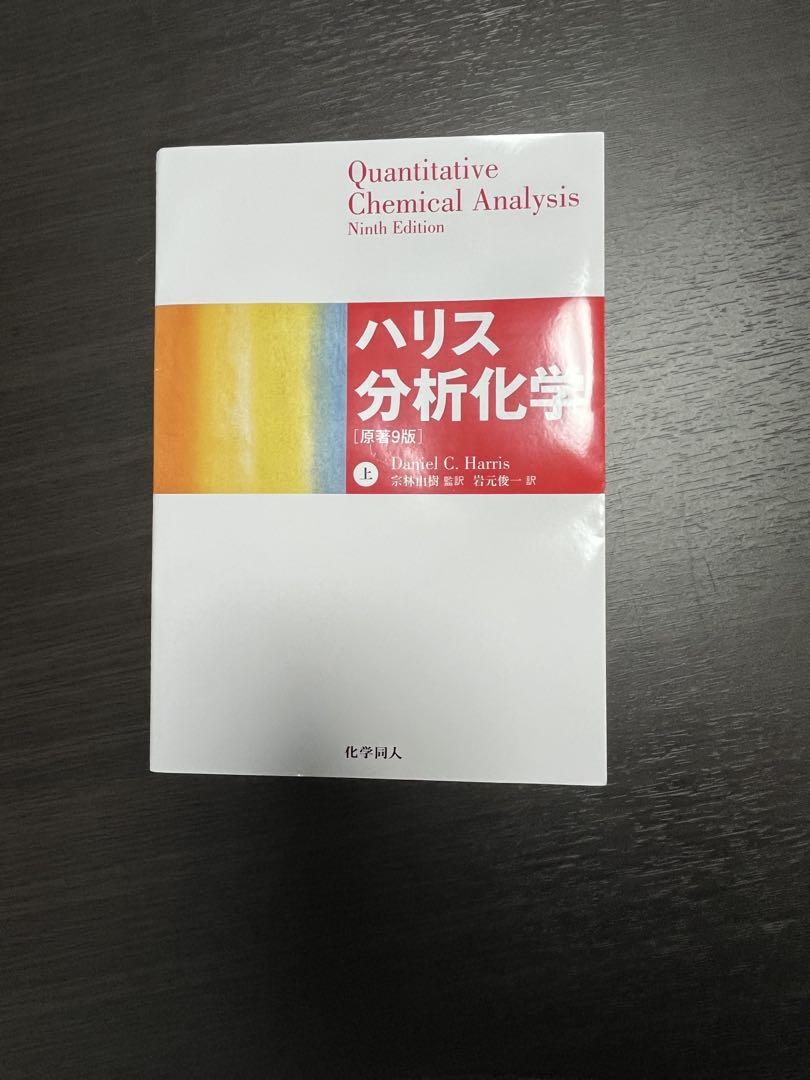 Quantitative
Chemical Analysis
Ninth Edition
ハリス
分析化学
[原著9版]
上
Daniel C. Harris
宗林由樹 監訳 岩元俊一 訳
化学同人